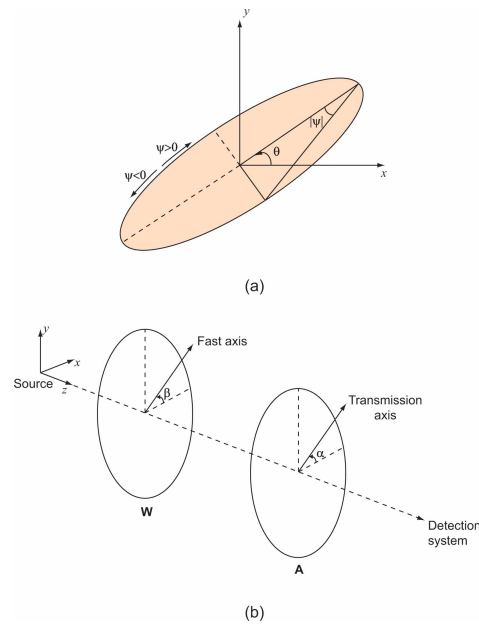 y
ψ>0
ψ<0
|ψ|
θ
x
(a)
y
x
Source
z
Fast axis
β
Transmission
axis
α
W
Detection
system
A
(b)